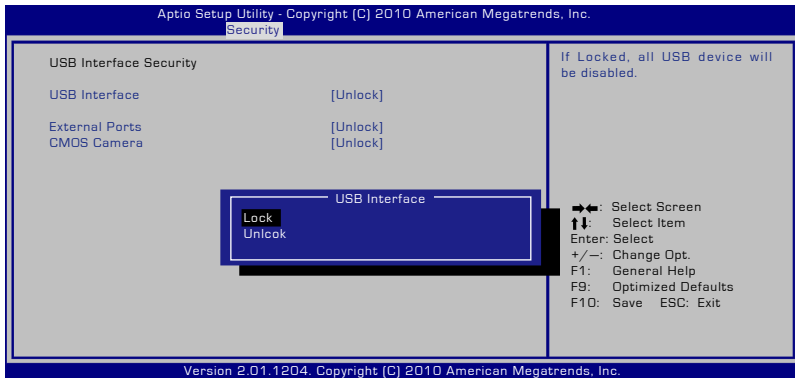 Aptio Setup Utility - Copyright (C) 2010 American Megatrends, Inc.
Security
USB Interface Security
USB Interface [Unlock]
External Ports [Unlock]
CMOS Camera [Unlock]
USB Interface
Lock
Unlcok
If Locked, all USB device will
be disabled.
→←: Select Screen
↑↓: Select Item
Enter: Select
+/—: Change Opt.
F1: General Help
F9: Optimized Defaults
F10: Save ESC: Exit
Version 2.01.1204. Copyright (C) 2010 American Megatrends, Inc.